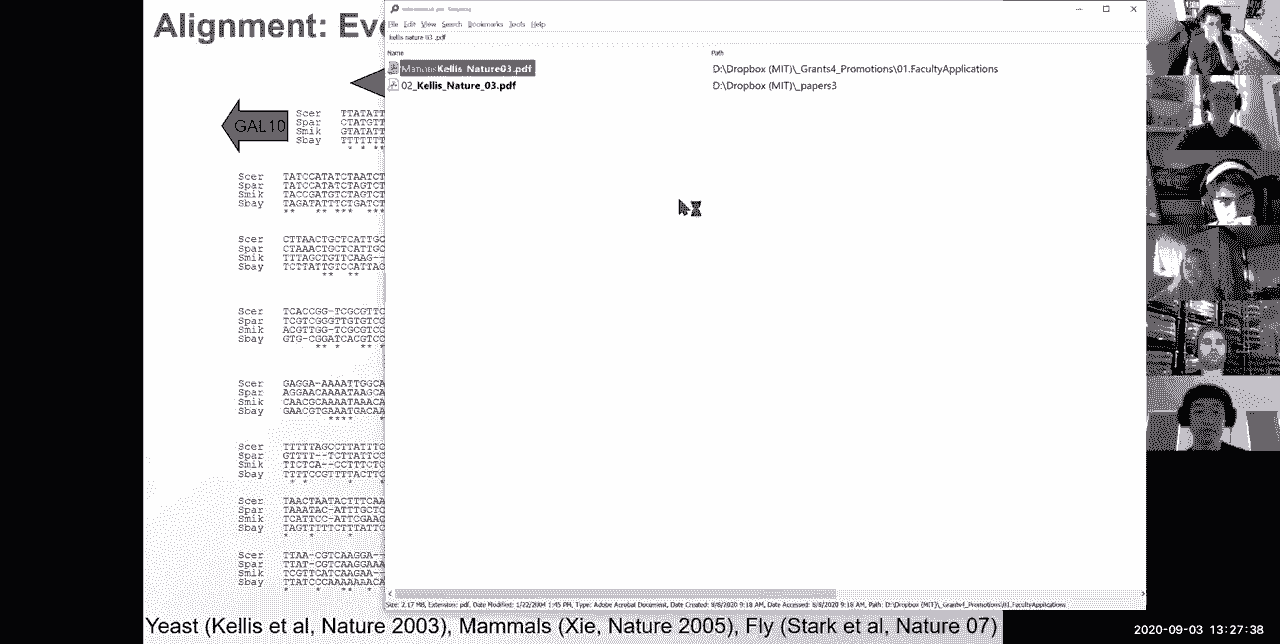 Alignment: Ev
File Edit View Search Bookmarks Tools Help
kellis nature 03 .pdf
Name Path
Kellis_Nature03.pdf D:\Dropbox (MIT)\_Grants4_Promotions\01.FacultyApplications
02_Kellis_Nature_03.pdf D:\Dropbox (MIT)\_papers3
GAL10
Scer TTATATT
Spar CTATGTT
Smik GTATATT
Sbay TTTTTTT
* * **
Scer TATCCATATCTAATCT
Spar TATCCATATCTAGTCT
Smik TACCGATGTCTAGTCT
Sbay TAGATATTTCTGATCT
** ** *** ***
Scer CTTAACTGCTCATTGC
Spar CTAAACTGCTCATTGC
Smik TTTAGCTGTTCAAG--
Sbay TCTTATTGTCCATTAG
** **
Scer TCACCGG-TCGCGTTC
Spar TCGTCGGGTTGTGTCG
Smik ACGTTGG-TCGCGTCC
Sbay GTG-CGGATCACGTCC
** * ** *
Scer GAGGA-AAAATTGGCA
Spar AGGAACAAAATAAGCA
Smik CAACGCAAAATAAACA
Sbay GAACGTGAAATGACAA
**** *
Scer TTTTTAGCCTTATTTC
Spar GTTTT--TCTTATTCC
Smik TTCTCA--CCTTTCTC
Sbay TTTTCCGTTTTACTTC
* * * *
Scer TAACTAATACTTTCAA
Spar TAAATAC-ATTTGCTC
Smik TCATTCC-ATTCGAAC
Sbay TAGTTTTTCTTTATTC
* * *
Scer TTAA-CGTCAAGGA--
Spar TTAT-CGTCAAGGAAA
Smik TCGTTCATCAAGAA--
Sbay TTATCCCAAAAAAACA
* * * *
Size: 2.17 MB, Extension: pdf, Date Modified: 1/22/2004 1:45 PM, Type: Adobe Acrobat Document, Date Created: 8/8/2020 9:18 AM, Date Accessed: 8/8/2020 9:18 AM, Path: D:\Dropbox (MIT)\_Grants4_Promotions\01.FacultyApplications
Yeast (Kellis et al, Nature 2003), Mammals (Xie, Nature 2005), Fly (Stark et al, Nature 07)
2020-09-03 13:27:38